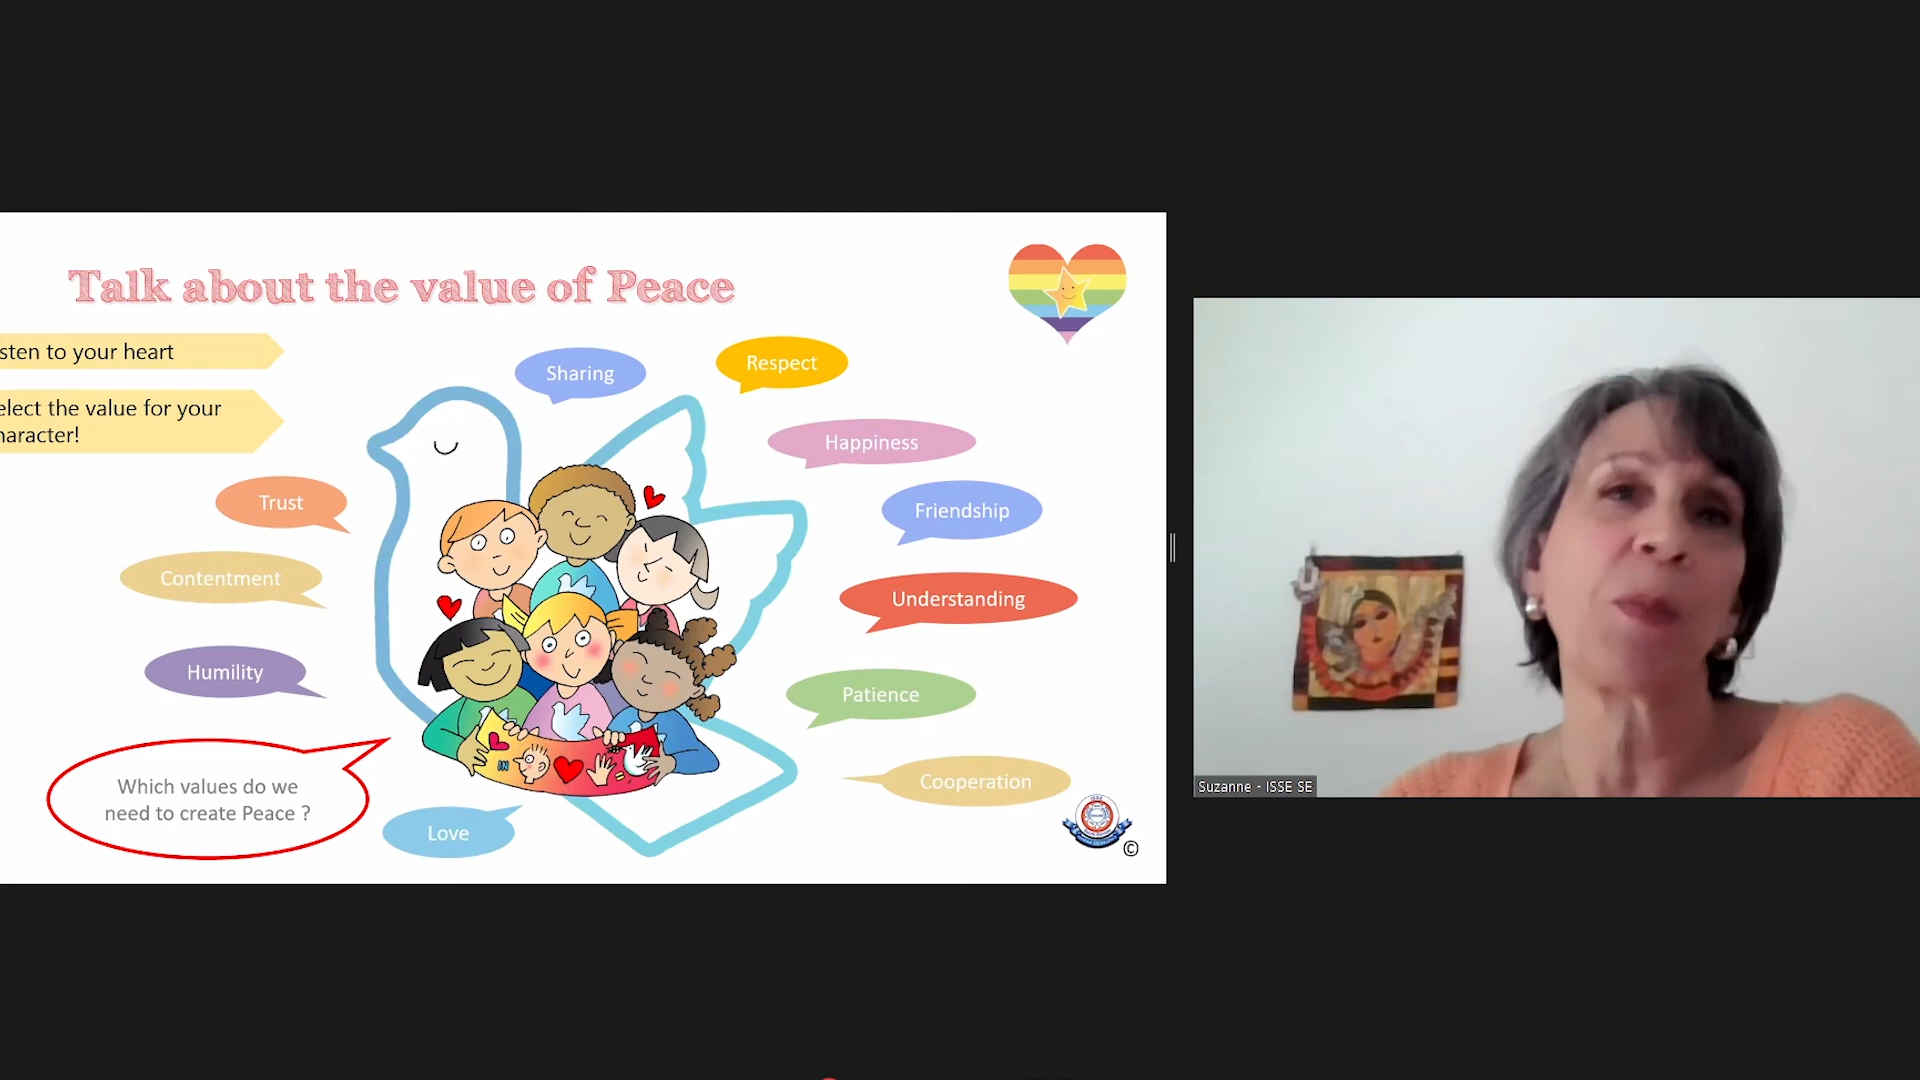 Talk about the value of Peace
sten to your heart
elect the value for your
haracter!
Sharing
Respect
Happiness
Trust
Friendship
Contentment
Understanding
Humility
Patience
Which values do we
need to create Peace ?
Cooperation
Love
IN
=
©
Suzanne - ISSE SE